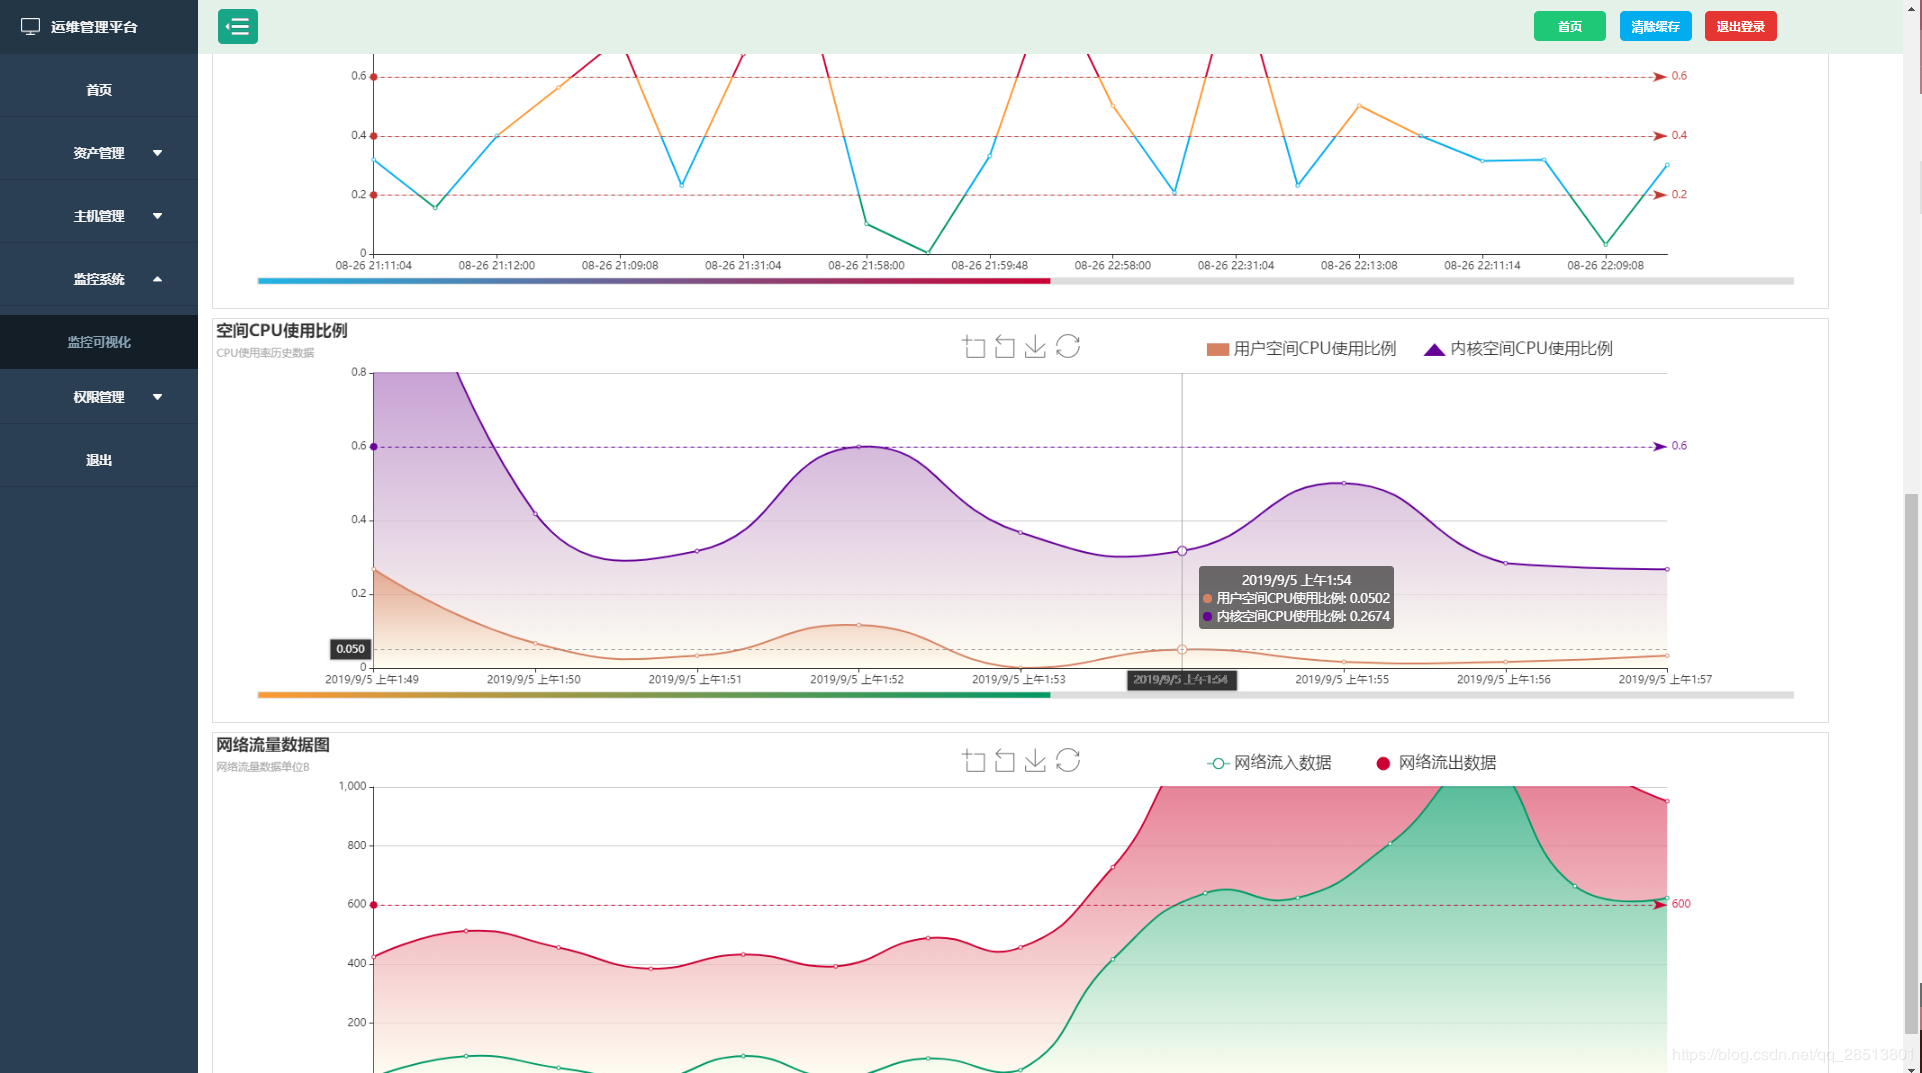 运维管理平台
首页
清除缓存
退出登录
首页
资产管理
主机管理
监控系统
监控可视化
权限管理
退出
0.6
0.6
0.4
0.4
0.2
0.2
0
08-26 21:11:04
08-26 21:12:00
08-26 21:09:08
08-26 21:31:04
08-26 21:58:00
08-26 21:59:48
08-26 22:58:00
08-26 22:31:04
08-26 22:13:08
08-26 22:11:14
08-26 22:09:08
空间CPU使用比例
CPU使用率历史数据
用户空间CPU使用比例
内核空间CPU使用比例
0.8
0.6
0.6
0.4
0.2
2019/9/5 上午1:54
用户空间CPU使用比例: 0.0502
内核空间CPU使用比例: 0.2674
0.050
0
2019/9/5 上午1:49
2019/9/5 上午1:50
2019/9/5 上午1:51
2019/9/5 上午1:52
2019/9/5 上午1:53
2019/9/5 上午1:54
2019/9/5 上午1:55
2019/9/5 上午1:56
2019/9/5 上午1:57
网络流量数据图
网络流量数据单位B
网络流入数据
网络流出数据
1,000
800
600
600
400
200
https://blog.csdn.net/qq_28513801